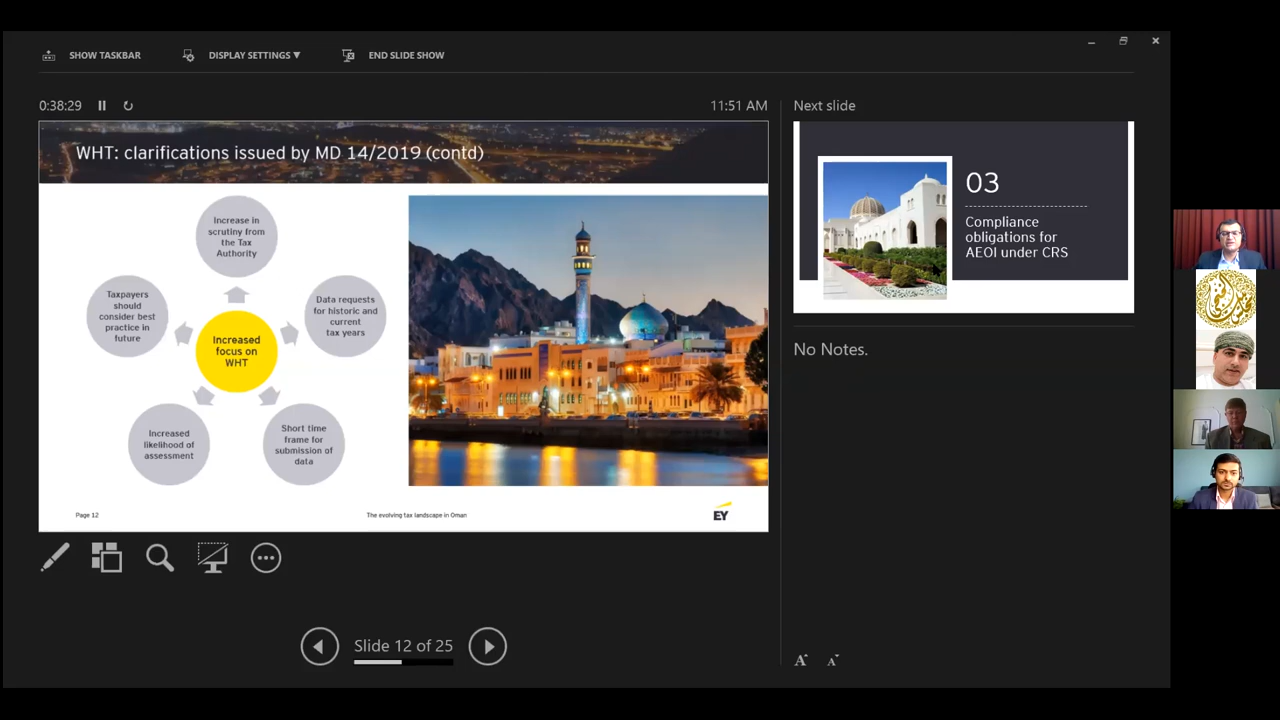 SHOW TASKBAR
DISPLAY SETTINGS ▼
END SLIDE SHOW
0:38:29
11:51 AM
WHT: clarifications issued by MD 14/2019 (contd)
Increase in
scrutiny from
the Tax
Authority
Taxpayers
should
consider best
practice in
future
Data requests
for historic and
current
tax years
Increased
focus on
WHT
Increased
likelihood of
assessment
Short time
frame for
submission of
data
Page 12
The evolving tax landscape in Oman
EY
Slide 12 of 25
Next slide
03
Compliance
obligations for
AEOI under CRS
No Notes.
A A